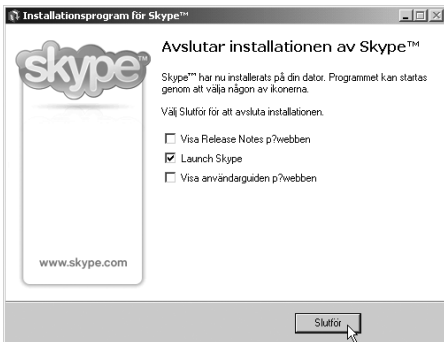 Installationsprogram för Skype™
skype™
Avslutar installationen av Skype™
Skype™ har nu installerats på din dator. Programmet kan startas
genom att välja någon av ikonerna.
Välj Slutför för att avsluta installationen.
Visa Release Notes p?webben
Launch Skype
Visa användarguiden p?webben
www.skype.com
Slutför